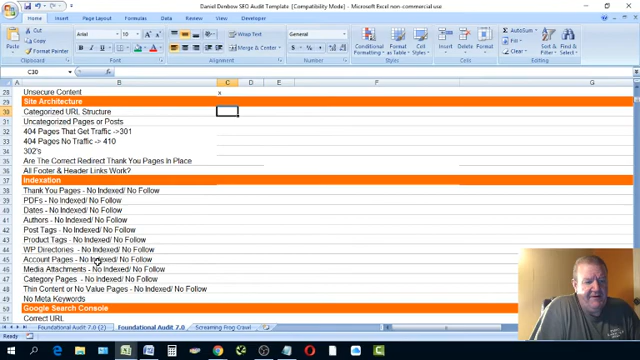 Daniel Denbow SEO Audit Template [Compatibility Mode] - Microsoft Excel non-commercial use
Home Insert Page Layout Formulas Data Review View Developer
Cut
Copy
Format Painter
Paste
Clipboard
Arial 10
Font
Wrap Text
Merge & Center
Alignment
General
Number
Conditional Formatting
Format as Table
Cell Styles
Styles
Insert Delete Format
Cells
AutoSum
Fill
Clear
Sort & Filter
Find & Select
Editing
C30
A B C D E F G
28 Unsecure Content x
29 Site Architecture
30 Categorized URL Structure
31 Uncategorized Pages or Posts
32 404 Pages That Get Traffic ->301
33 404 Pages No Traffic -> 410
34 302's
35 Are The Correct Redirect Thank You Pages In Place
36 All Footer & Header Links Work?
37 Indexation
38 Thank You Pages - No Indexed/ No Follow
39 PDFs - No Indexed/ No Follow
40 Dates - No Indexed/ No Follow
41 Authors - No Indexed/ No Follow
42 Post Tags - No Indexed/ No Follow
43 Product Tags - No Indexed/ No Follow
44 WP Directories - No Indexed/ No Follow
45 Account Pages - No Indexed/ No Follow
46 Media Attachments - No Indexed/ No Follow
47 Category Pages - No Indexed/ No Follow
48 Thin Content or No Value Pages - No Indexed/ No Follow
49 No Meta Keywords
50 Google Search Console
51 Correct URL
Foundational Audit 7.0 (2) Foundational Audit 7.0 Screaming Frog Crawl
Ready